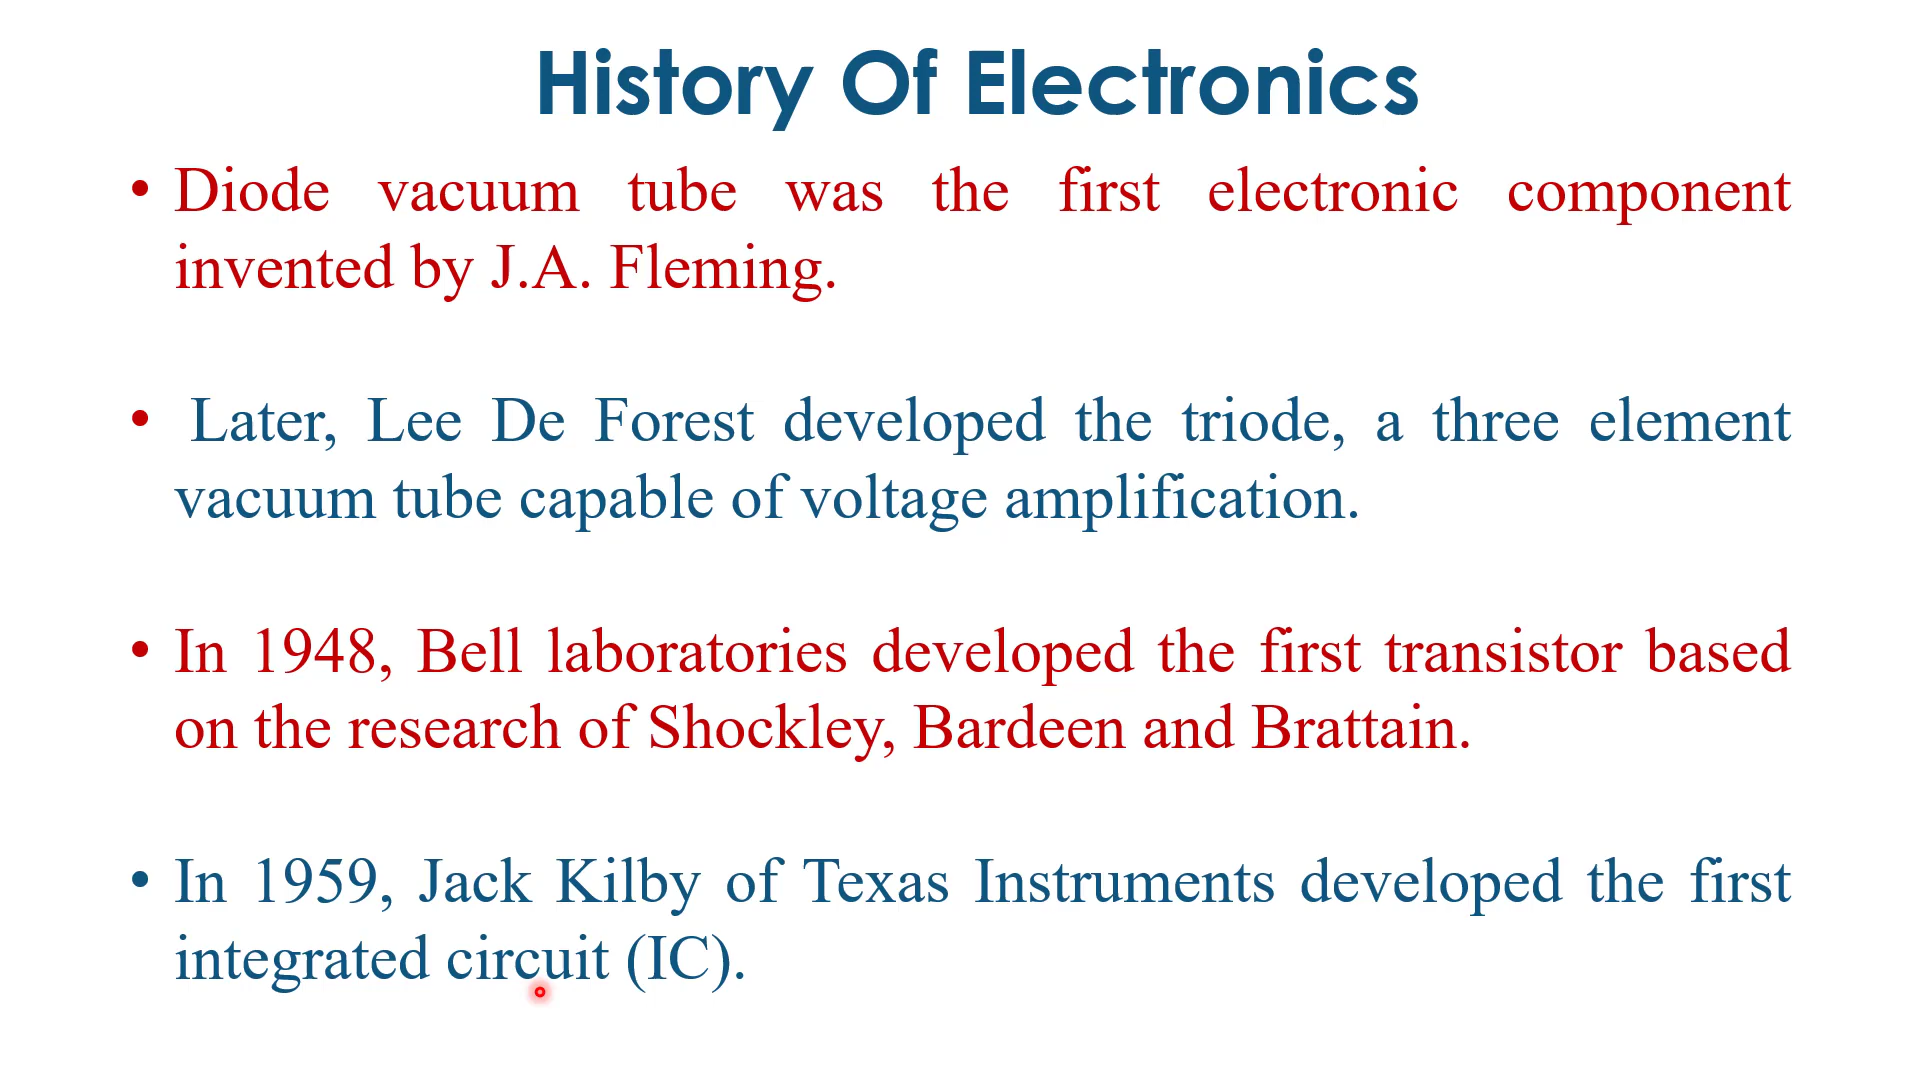 History Of Electronics
• Diode vacuum tube was the first electronic component
invented by J.A. Fleming.
• Later, Lee De Forest developed the triode, a three element
vacuum tube capable of voltage amplification.
• In 1948, Bell laboratories developed the first transistor based
on the research of Shockley, Bardeen and Brattain.
• In 1959, Jack Kilby of Texas Instruments developed the first
integrated circuit (IC).